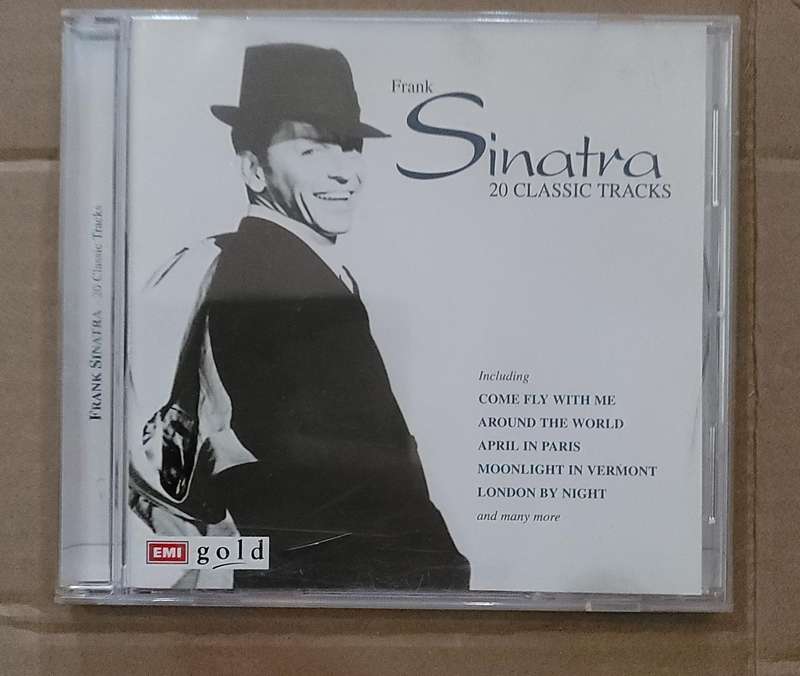 Frank
Sinatra
20 CLASSIC TRACKS
Including
COME FLY WITH ME
AROUND THE WORLD
APRIL IN PARIS
MOONLIGHT IN VERMONT
LONDON BY NIGHT
and many more
EMI gold
FRANK SINATRA 20 Classic Tracks